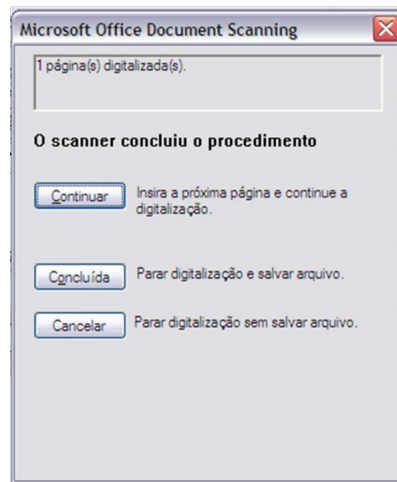 Microsoft Office Document Scanning
1 página(s) digitalizada(s).
O scanner concluiu o procedimento
Continuar
Insira a próxima página e continue a
digitalização.
Concluída
Parar digitalização e salvar arquivo.
Cancelar
Parar digitalização sem salvar arquivo.